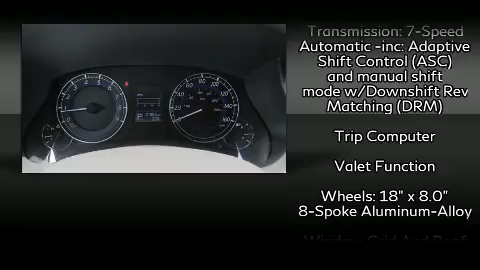 Transmission: 7-Speed
Automatic -inc: Adaptive
Shift Control (ASC)
and manual shift
mode w/Downshift Rev
Matching (DRM)
Trip Computer
Valet Function
Wheels: 18" x 8.0"
8-Spoke Aluminum-Alloy